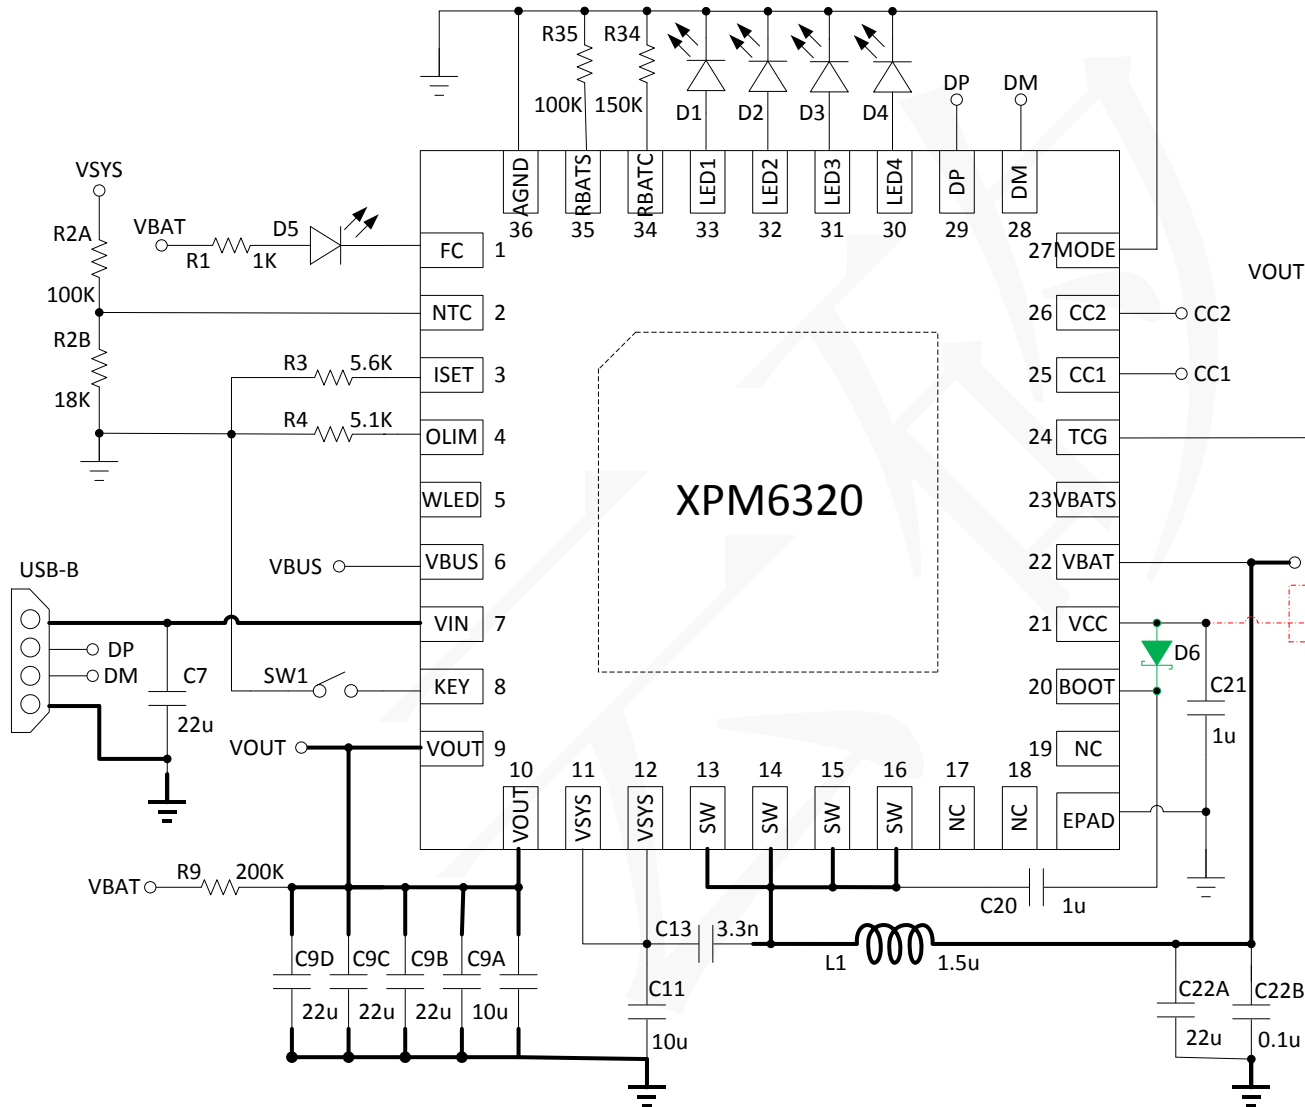 R35 R34
100K 150K D1 D2 D3 D4 DP DM
AGND RBATS RBATC LED1 LED2 LED3 LED4 DP DM
36 35 34 33 32 31 30 29 28
VSYS
R2A
100K
R2B
18K
VBAT R1 1K D5 FC 1
NTC 2
R3 5.6K ISET 3
R4 5.1K OLIM 4
WLED 5
VBUS VBUS 6
USB-B
VIN 7
DP
DM
C7
22u
SW1 KEY 8
VOUT VOUT 9
XPM6320
27 MODE
VOUT
26 CC2 CC2
25 CC1 CC1
24 TCG
23 VBATS
22 VBAT
21 VCC
D6
20 BOOT
C21
1u
19 NC
EPAD
10 11 12 13 14 15 16 17 18
VOUT VSYS VSYS SW SW SW SW NC NC
VBAT R9 200K
C20 1u
C13 3.3n
L1 1.5u
C9D C9C C9B C9A
22u 22u 22u 10u
C11
10u
C22A C22B
22u 0.1u